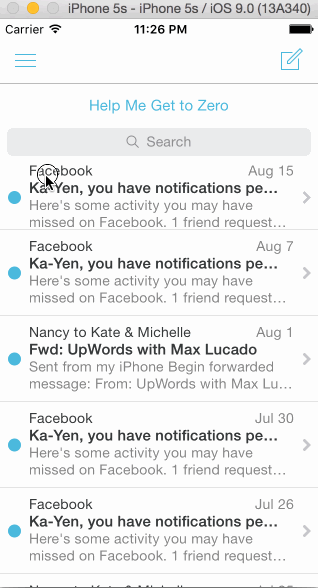 iPhone 5s - iPhone 5s / iOS 9.0 (13A340)
Carrier 11:26 PM
Help Me Get to Zero
Search
Facebook Aug 15
Ka-Yen, you have notifications pe...
Here's some activity you may have
missed on Facebook. 1 friend request...
Facebook Aug 7
Ka-Yen, you have notifications pe...
Here's some activity you may have
missed on Facebook. 1 friend request...
Nancy to Kate & Michelle Aug 1
Fwd: UpWords with Max Lucado
Sent from my iPhone Begin forwarded
message: From: UpWords with Max Lu...
Facebook Jul 30
Ka-Yen, you have notifications pe...
Here's some activity you may have
missed on Facebook. 1 friend request...
Facebook Jul 26
Ka-Yen, you have notifications pe...
Here's some activity you may have
missed on Facebook. 1 friend request...